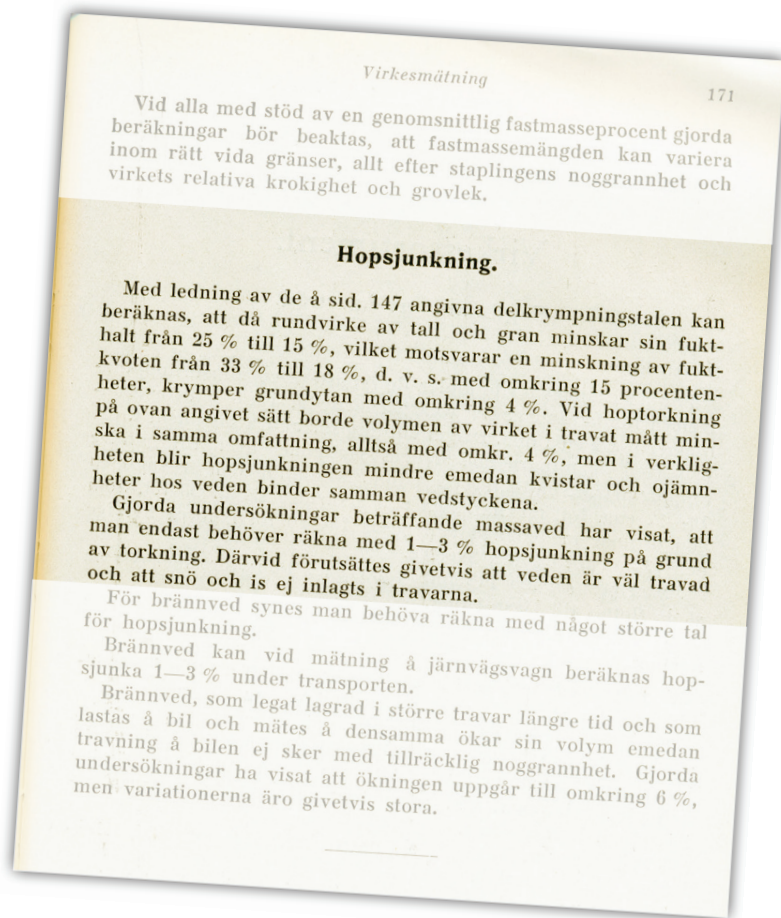 Virkesmätning
171
Vid alla med stöd av en genomsnittlig fastmasseprocent gjorda
beräkningar bör beaktas, att fastmassemängden kan variera
inom rätt vida gränser, allt efter staplingens noggrannhet och
virkets relativa krokighet och grovlek.
Hopsjunkning.
Med ledning av de å sid. 147 angivna delkrympningstalen kan
beräknas, att då rundvirke av tall och gran minskar sin fukt-
halt från 25 % till 15 %, vilket motsvarar en minskning av fukt-
kvoten från 33 % till 18 %, d. v. s. med omkring 15 procenten-
heter, krymper grundytan med omkring 4 %. Vid hoptorkning
på ovan angivet sätt borde volymen av virket i travat mått min-
ska i samma omfattning, alltså med omkr. 4 %, men i verklig-
heten blir hopsjunkningen mindre emedan kvistar och ojämn-
heter hos veden binder samman vedstyckena.
Gjorda undersökningar beträffande massaved har visat, att
man endast behöver räkna med 1—3 % hopsjunkning på grund
av torkning. Därvid förutsättes givetvis att veden är väl travad
och att snö och is ej inlagts i travarna.
För brännved synes man behöva räkna med något större tal
för hopsjunkning.
Brännved kan vid mätning å järnvägsvagn beräknas hop-
sjunka 1—3 % under transporten.
Brännved, som legat lagrad i större travar längre tid och som
lastas å bil och mätes å densamma ökar sin volym emedan
travning å bilen ej sker med tillräcklig noggrannhet. Gjorda
undersökningar ha visat att ökningen uppgår till omkring 6 %,
men variationerna äro givetvis stora.